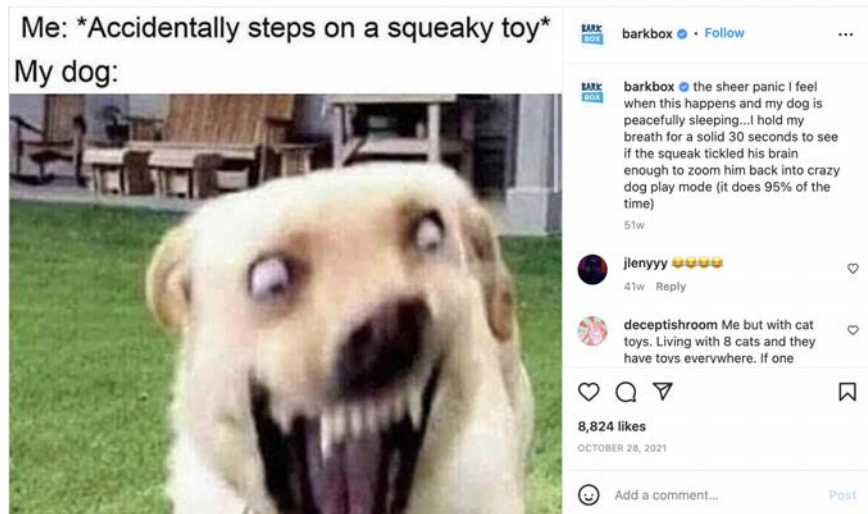 Me: *Accidentally steps on a squeaky toy*
My dog:
BARK
BOX
barkbox • Follow
BARK
BOX
barkbox the sheer panic I feel
when this happens and my dog is
peacefully sleeping...I hold my
breath for a solid 30 seconds to see
if the squeak tickled his brain
enough to zoom him back into crazy
dog play mode (it does 95% of the
time)
51w
jlenyyy 😂😂😂😂
41w Reply
deceptishroom Me but with cat
toys. Living with 8 cats and they
have toys everywhere. If one
8,824 likes
OCTOBER 28, 2021
Add a comment...
Post